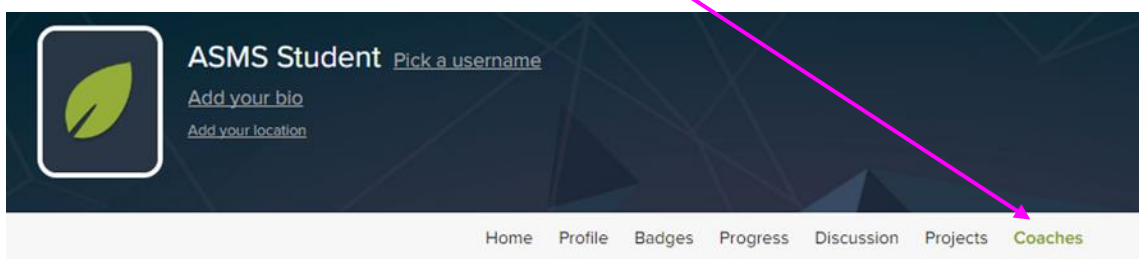 ASMS Student Pick a username
Add your bio
Add your location
Home Profile Badges Progress Discussion Projects Coaches